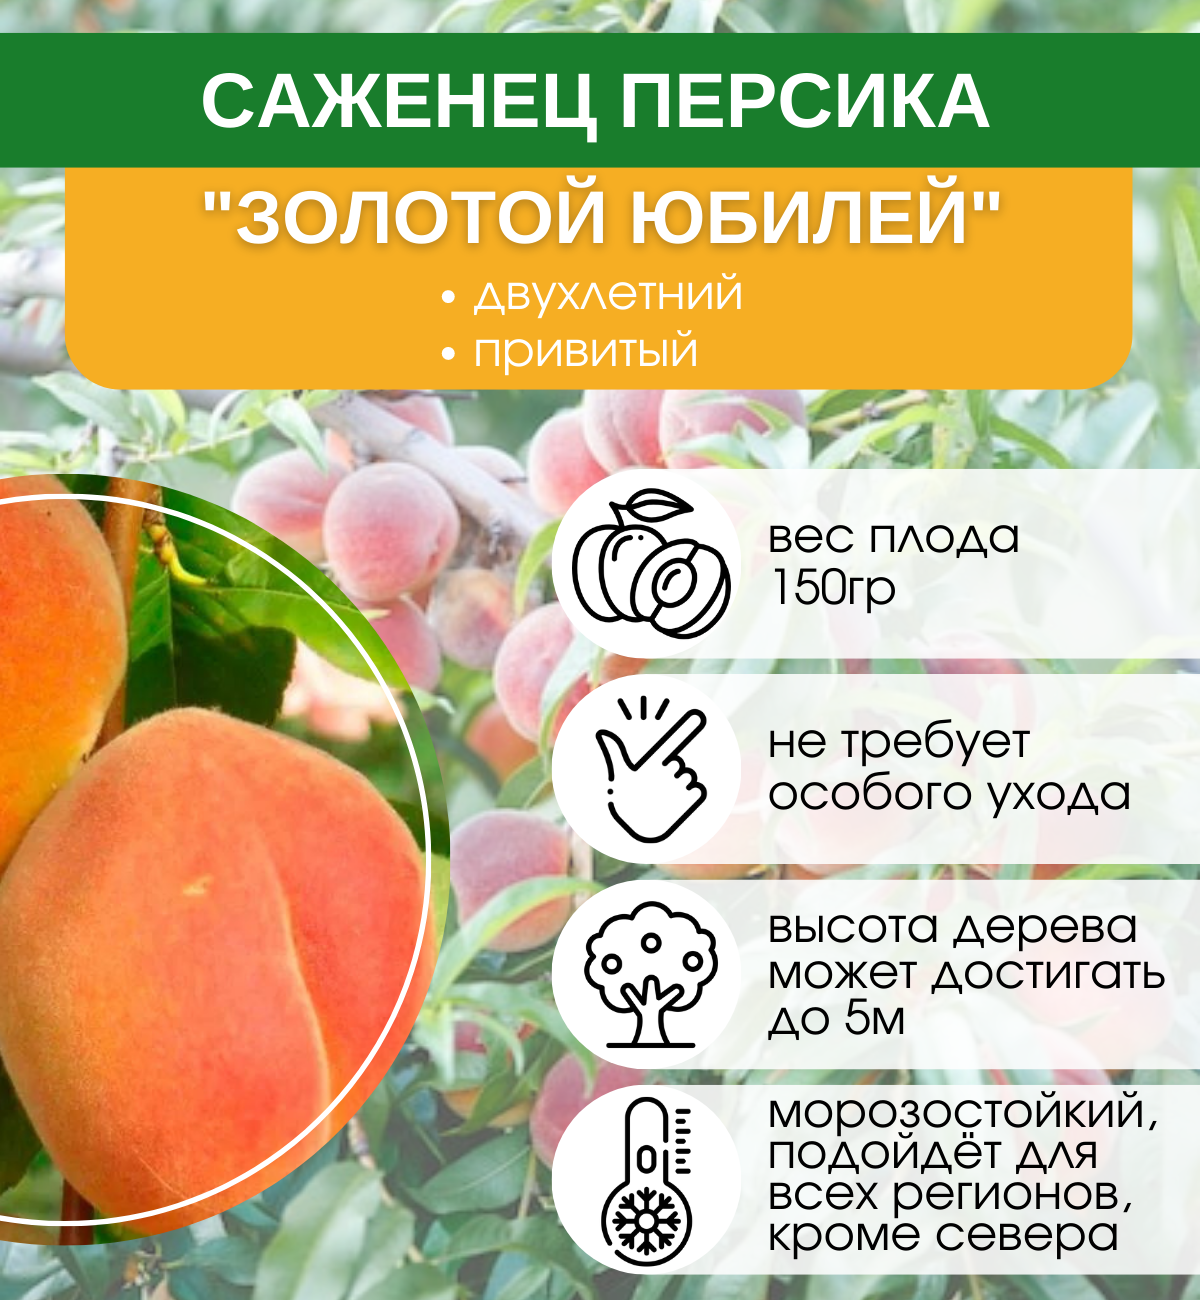 САЖЕНЕЦ ПЕРСИКА
"ЗОЛОТОЙ ЮБИЛЕЙ"
• двухлетний
• привитый
вес плода
150гр
не требует
особого ухода
высота дерева
может достигать
до 5м
морозостойкий,
подойдёт для
всех регионов,
кроме севера